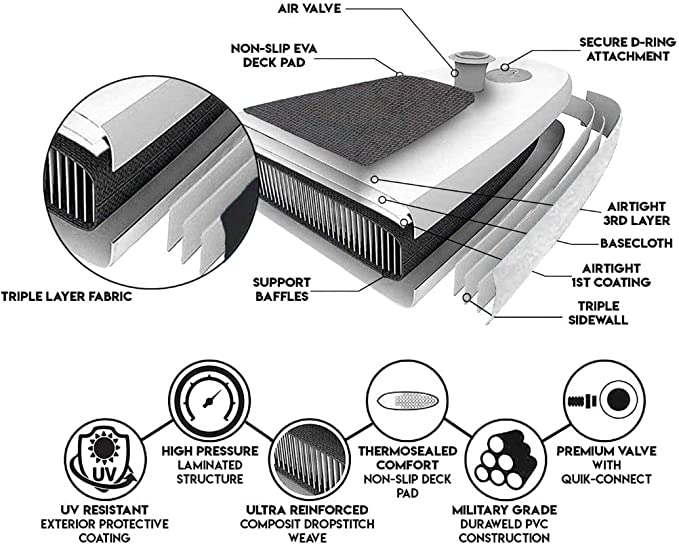 AIR VALVE
NON-SLIP EVA
DECK PAD
SECURE D-RING
ATTACHMENT
AIRTIGHT
3RD LAYER
BASECLOTH
AIRTIGHT
1ST COATING
TRIPLE
SIDEWALL
SUPPORT
BAFFLES
TRIPLE LAYER FABRIC
UV
UV RESISTANT
EXTERIOR PROTECTIVE
COATING
HIGH PRESSURE
LAMINATED
STRUCTURE
ULTRA REINFORCED
COMPOSIT DROPSTITCH
WEAVE
THERMOSEALED
COMFORT
NON-SLIP DECK
PAD
MILITARY GRADE
DURAWELD PVC
CONSTRUCTION
PREMIUM VALVE
WITH
QUIK-CONNECT